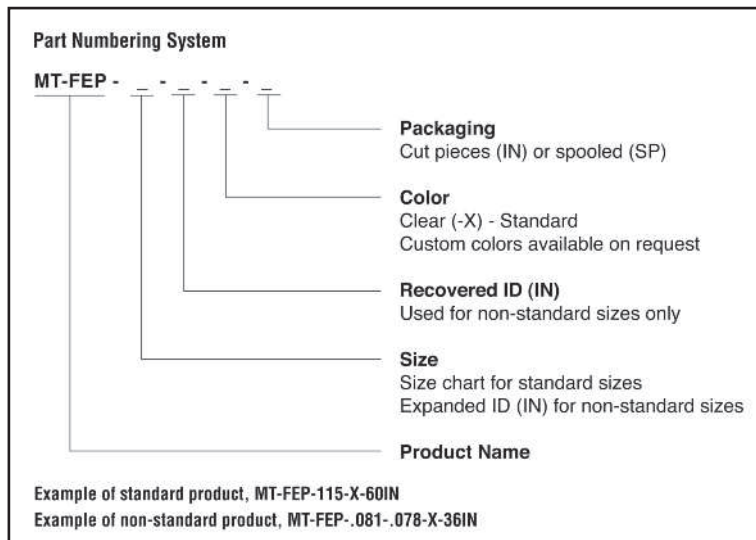 Part Numbering System
MT-FEP - _ - _ - _ - _
Packaging
Cut pieces (IN) or spooled (SP)
Color
Clear (-X) - Standard
Custom colors available on request
Recovered ID (IN)
Used for non-standard sizes only
Size
Size chart for standard sizes
Expanded ID (IN) for non-standard sizes
Product Name
Example of standard product, MT-FEP-115-X-60IN
Example of non-standard product, MT-FEP-.081-.078-X-36IN